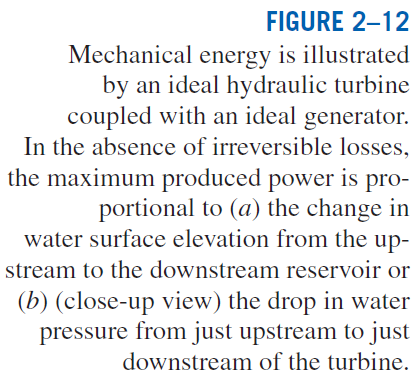 FIGURE 2–12
Mechanical energy is illustrated
by an ideal hydraulic turbine
coupled with an ideal generator.
In the absence of irreversible losses,
the maximum produced power is pro-
portional to (a) the change in
water surface elevation from the up-
stream to the downstream reservoir or
(b) (close-up view) the drop in water
pressure from just upstream to just
downstream of the turbine.